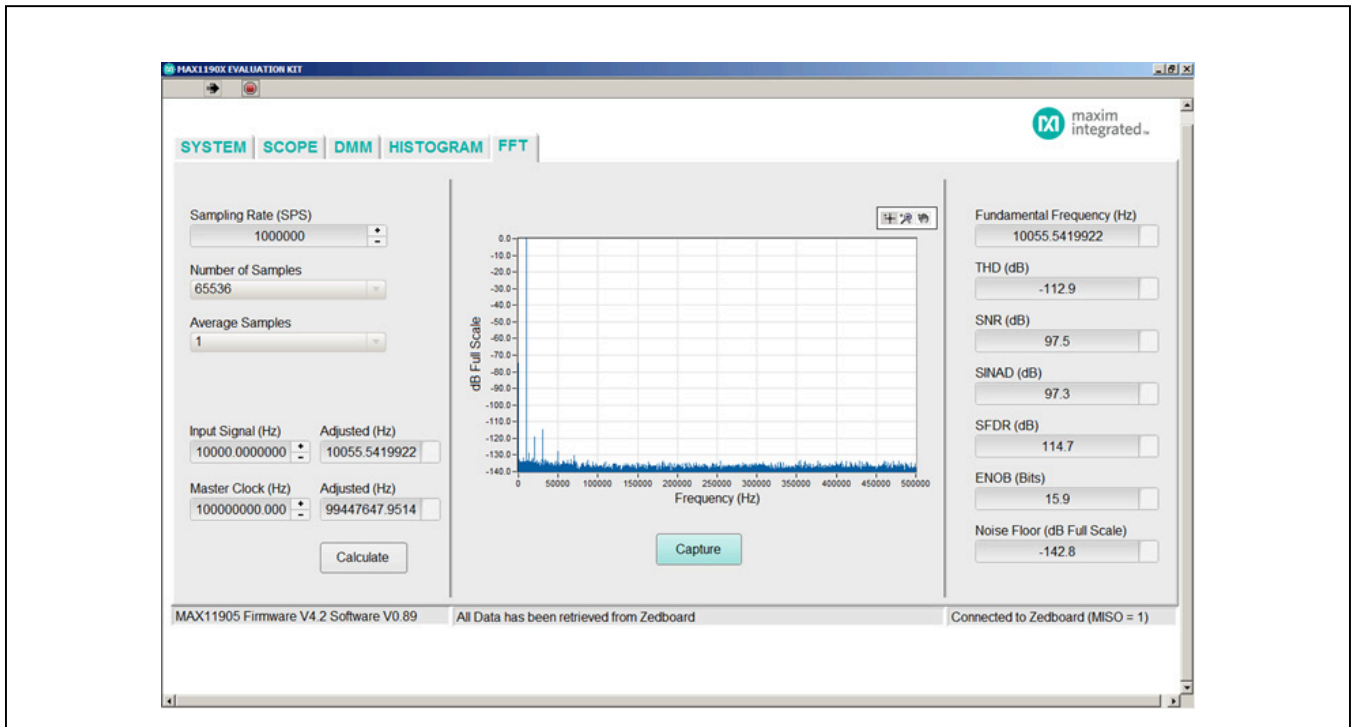 MAX1190X EVALUATION KIT
maxim
integrated™
SYSTEM SCOPE DMM HISTOGRAM FFT
Sampling Rate (SPS)
1000000
Number of Samples
65536
Average Samples
1
Input Signal (Hz) Adjusted (Hz)
10000.0000000 10055.5419922
Master Clock (Hz) Adjusted (Hz)
100000000.000 99447647.9514
Calculate
dB Full Scale
0.0
-10.0
-20.0
-30.0
-40.0
-50.0
-60.0
-70.0
-80.0
-90.0
-100.0
-110.0
-120.0
-130.0
-140.0
0 50000 100000 150000 200000 250000 300000 350000 400000 450000 500000
Frequency (Hz)
Capture
Fundamental Frequency (Hz)
10055.5419922
THD (dB)
-112.9
SNR (dB)
97.5
SINAD (dB)
97.3
SFDR (dB)
114.7
ENOB (Bits)
15.9
Noise Floor (dB Full Scale)
-142.8
MAX11905 Firmware V4.2 Software V0.89 All Data has been retrieved from Zedboard Connected to Zedboard (MISO = 1)